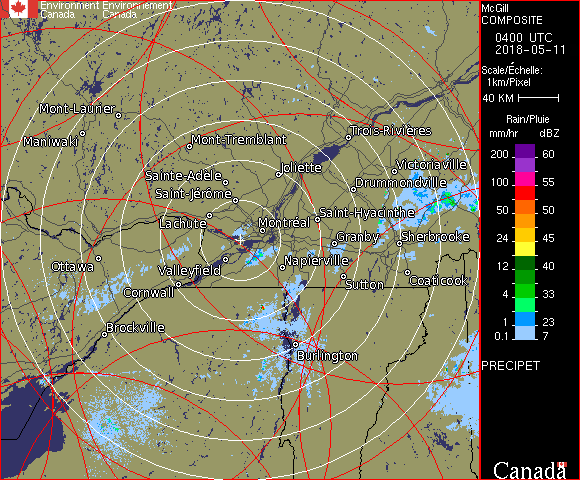 Environment Environnement
Canada Canada
McGill
COMPOSITE
0400 UTC
2018-05-11
Scale/Échelle:
1km/Pixel
40 KM
Rain/Pluie
mm/hr dBZ
200 60
100 55
50 50
24 45
12 40
4 33
1 23
0.1 7
PRECIPET
Canada
Mont-Laurier
Maniwaki
Mont-Tremblant
Trois-Rivières
Sainte-Adèle
Joliette
Victoriaville
Saint-Jérôme
Drummondville
Lachute
Montréal
Saint-Hyacinthe
Granby
Sherbrooke
Ottawa
Valleyfield
Napierville
Cornwall
Sutton
Coaticook
Brockville
Burlington